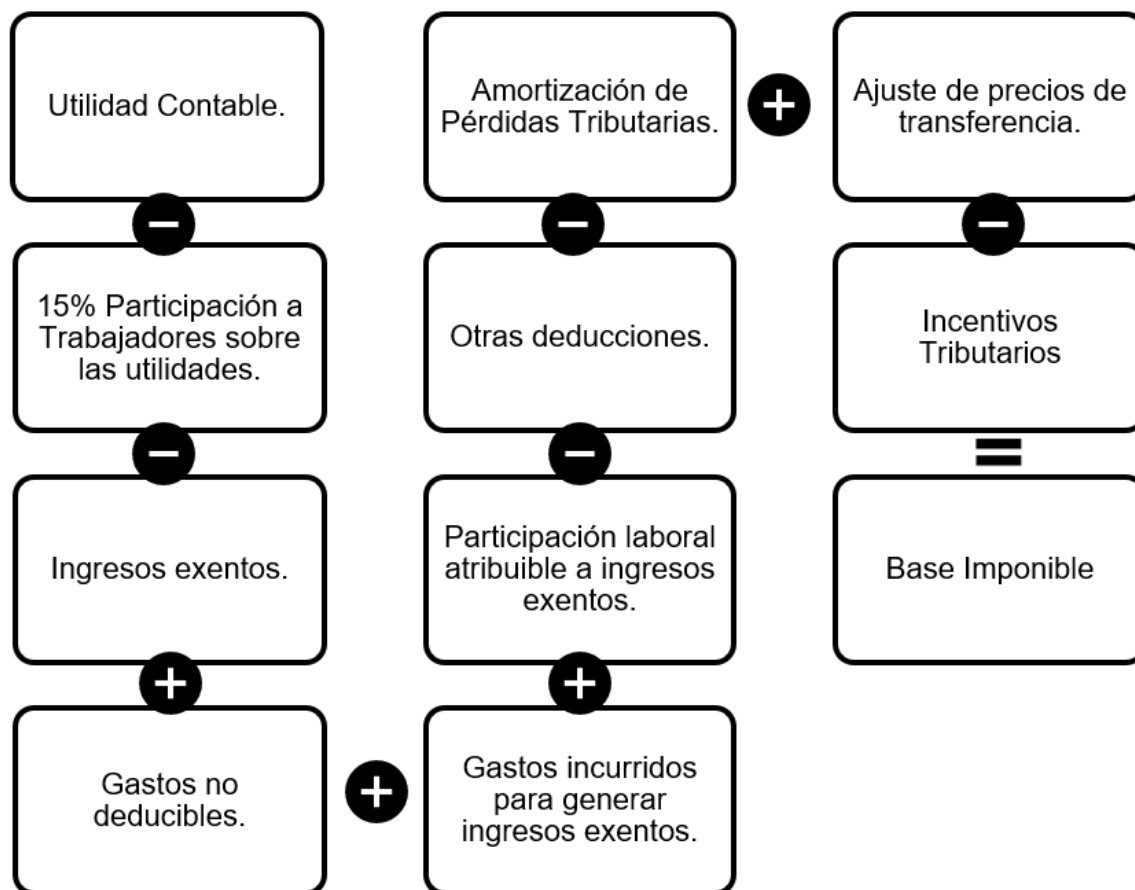 Utilidad Contable.
15% Participación a
Trabajadores sobre
las utilidades.
Ingresos exentos.
Gastos no
deducibles.
Gastos incurridos
para generar
ingresos exentos.
Participación laboral
atribuible a ingresos
exentos.
Otras deducciones.
Amortización de
Pérdidas Tributarias.
Ajuste de precios de
transferencia.
Incentivos
Tributarios
Base Imponible